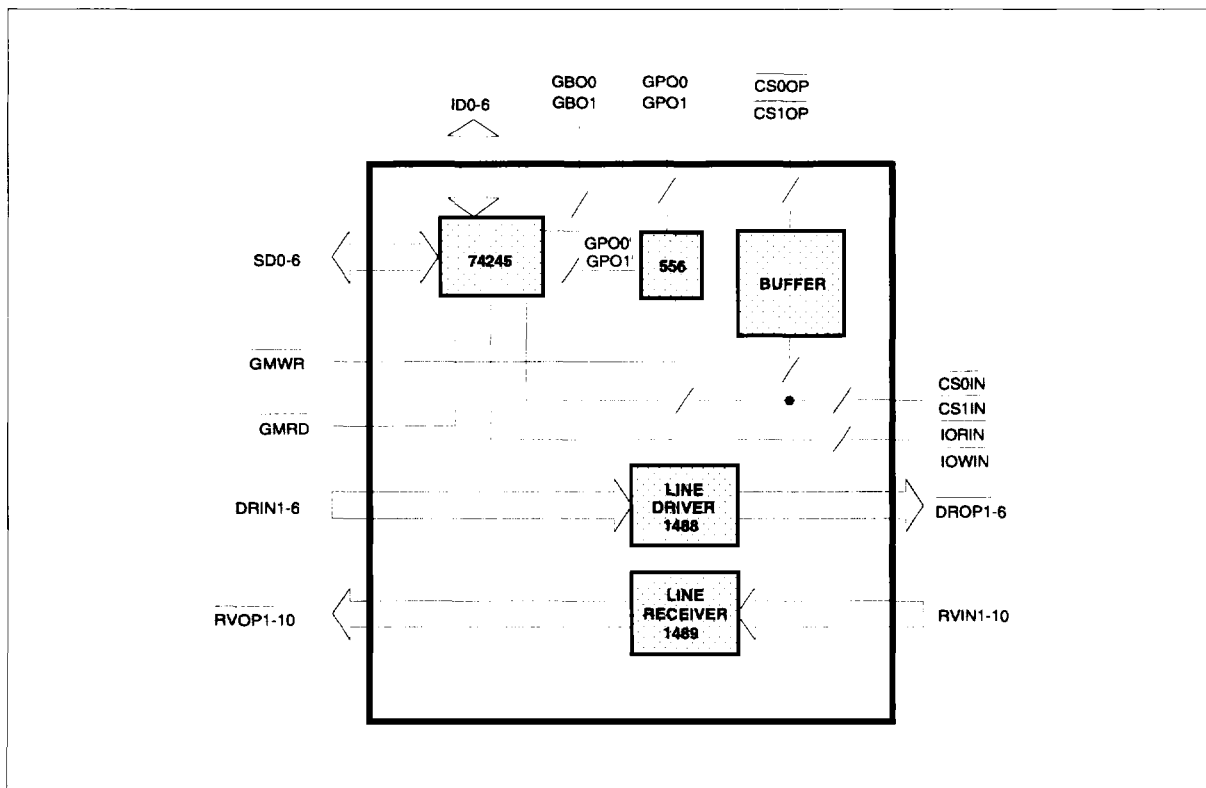 GBO0
GBO1
GPO0
GPO1
CS0OP
CS1OP
ID0-6
SD0-6
74245
GPO0'
GPO1'
556
BUFFER
GMWR
CS0IN
CS1IN
GMRD
IORIN
IOWIN
DRIN1-6
LINE
DRIVER
1488
DROP1-6
RVOP1-10
LINE
RECEIVER
1489
RVIN1-10